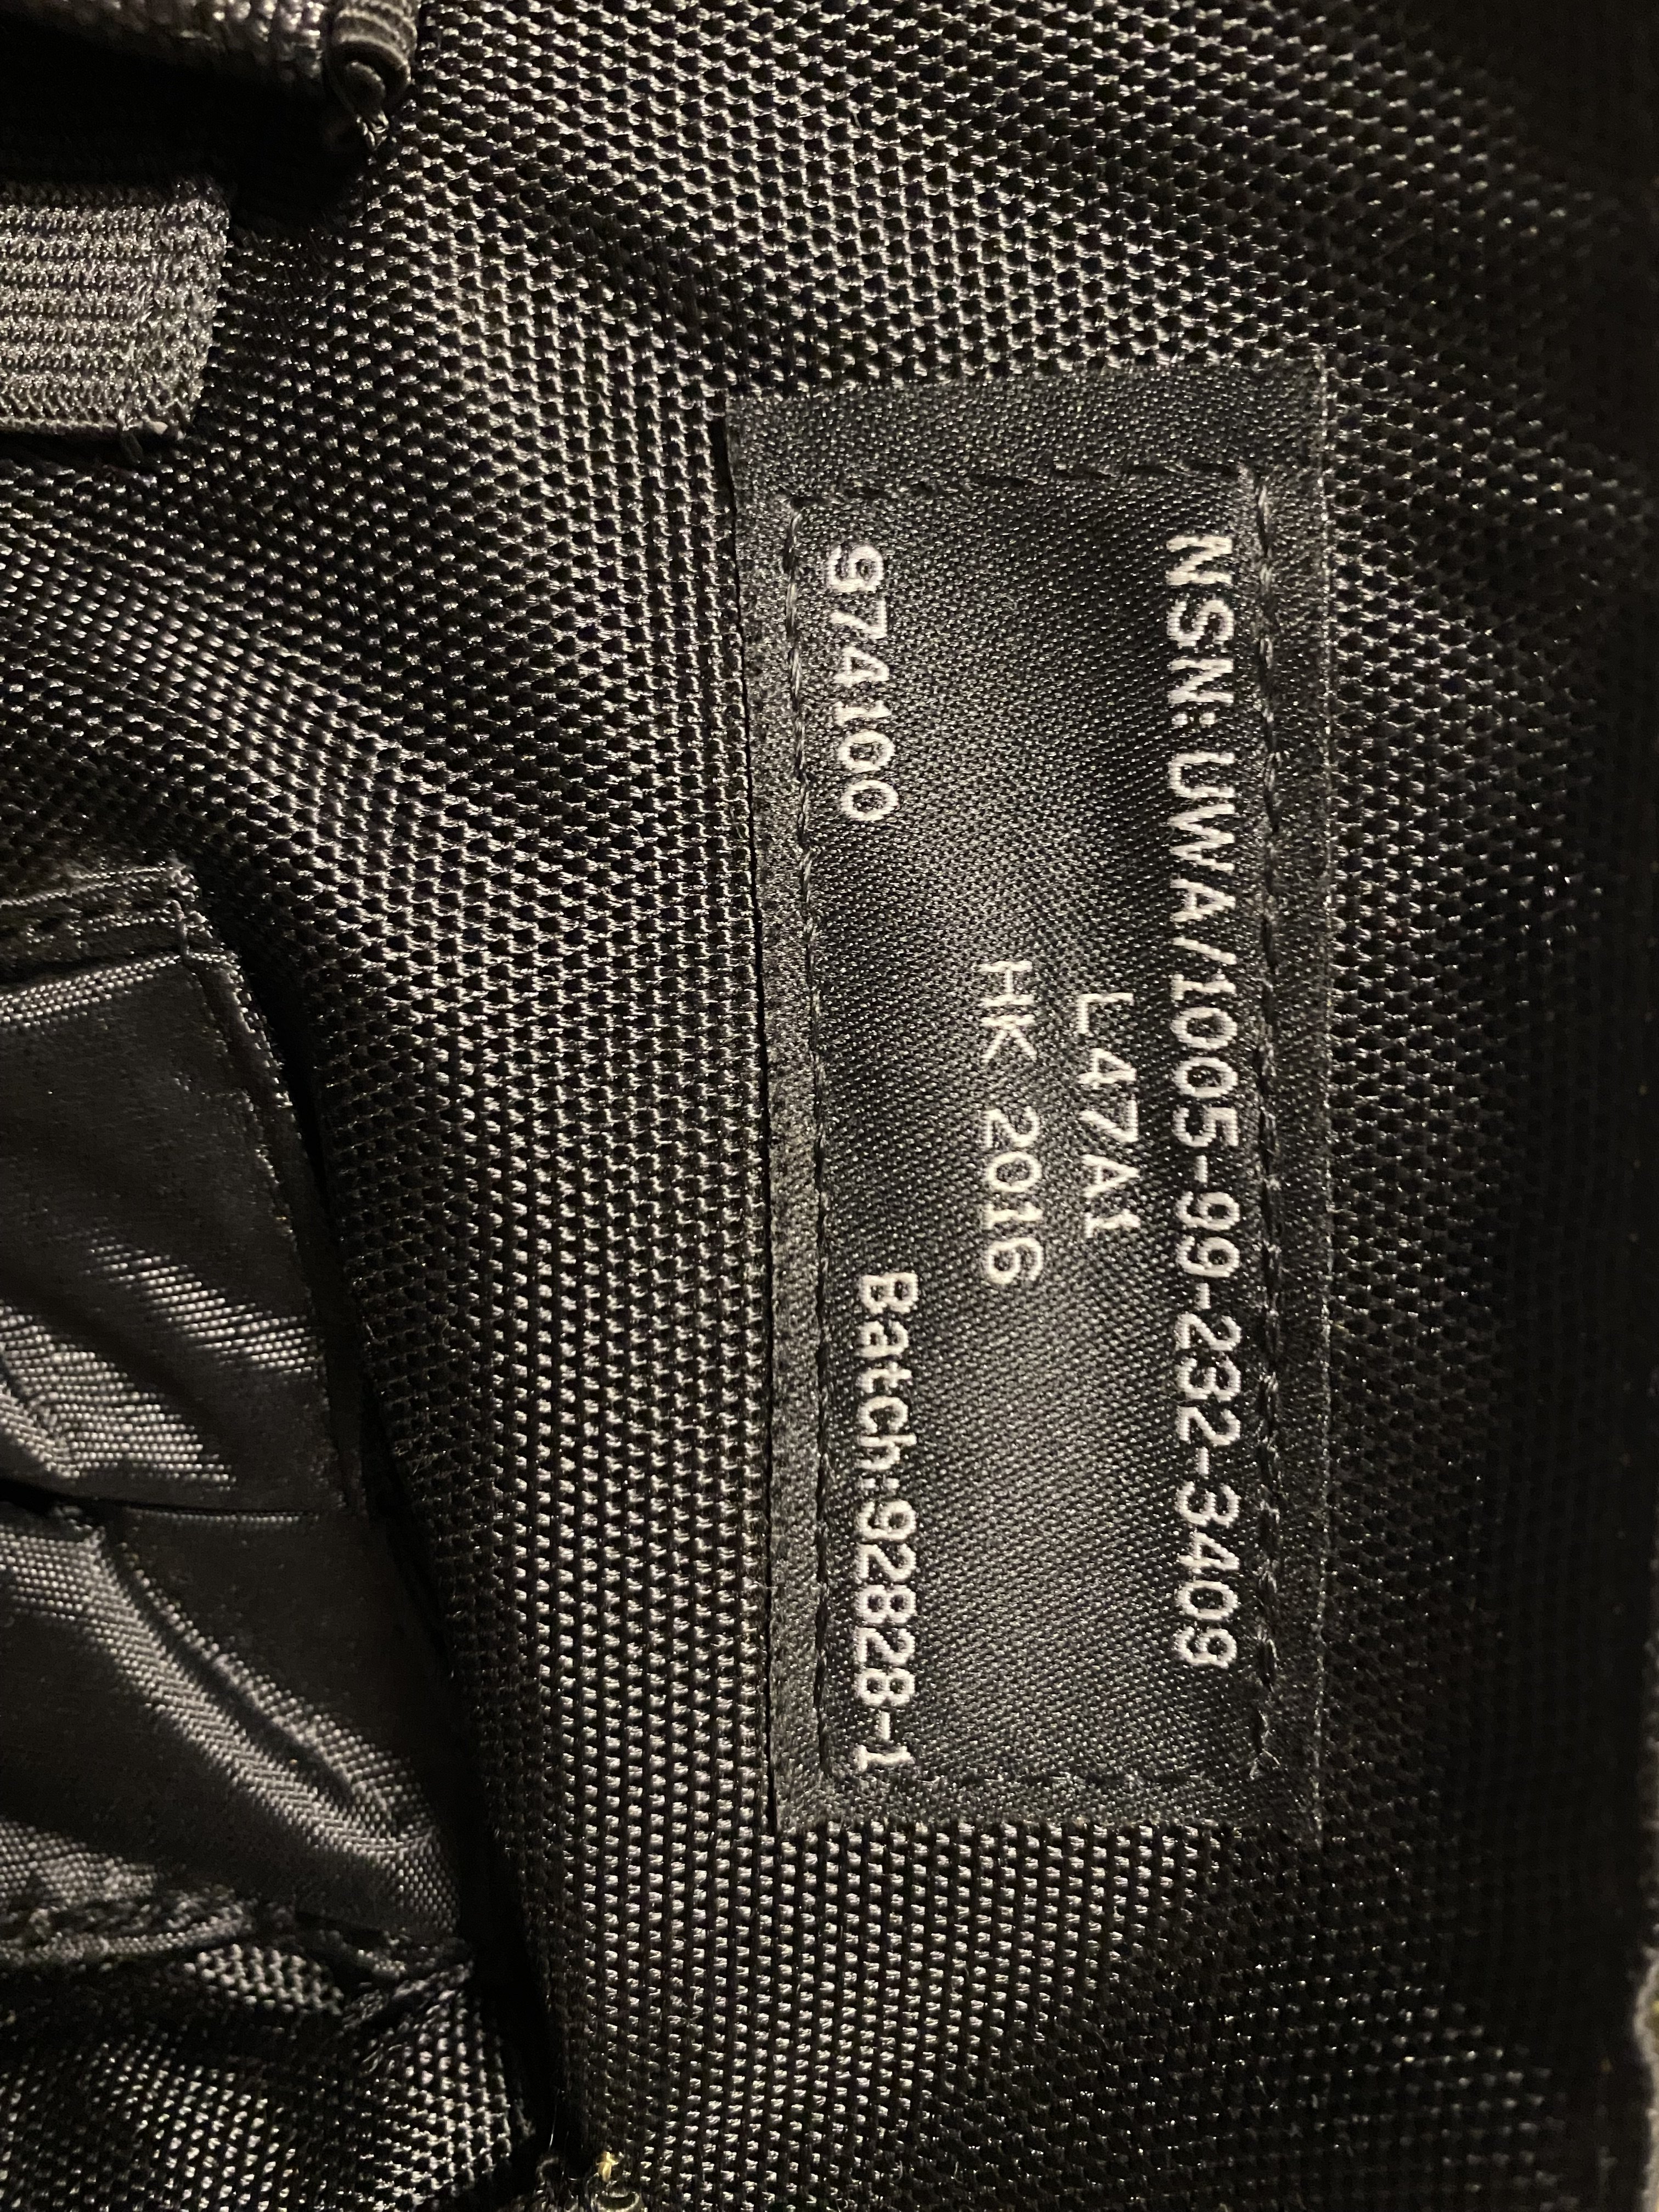 NSN:UWA/1005-99-232-3409
L47A1
HK 2016
974100 Batch:92828-1